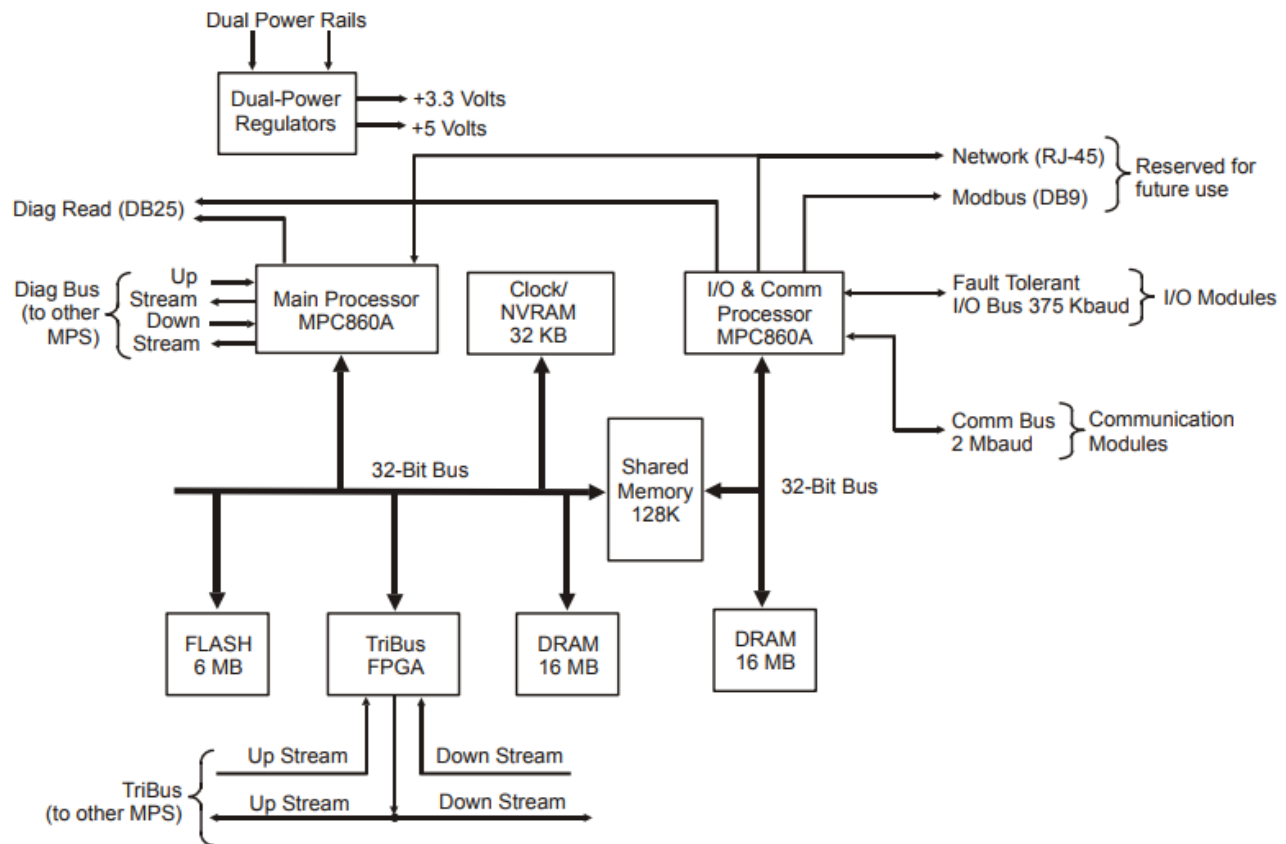 Dual Power Rails
Dual-Power
Regulators
+3.3 Volts
+5 Volts
Network (RJ-45)
Modbus (DB9)
Reserved for
future use
Diag Read (DB25)
Diag Bus
(to other
MPS)
Up
Stream
Down
Stream
Main Processor
MPC860A
Clock/
NVRAM
32 KB
I/O & Comm
Processor
MPC860A
Fault Tolerant
I/O Bus 375 Kbaud
I/O Modules
Comm Bus
2 Mbaud
Communication
Modules
32-Bit Bus
Shared
Memory
128K
32-Bit Bus
FLASH
6 MB
TriBus
FPGA
DRAM
16 MB
DRAM
16 MB
Up Stream
Down Stream
TriBus
(to other MPS)
Up Stream
Down Stream